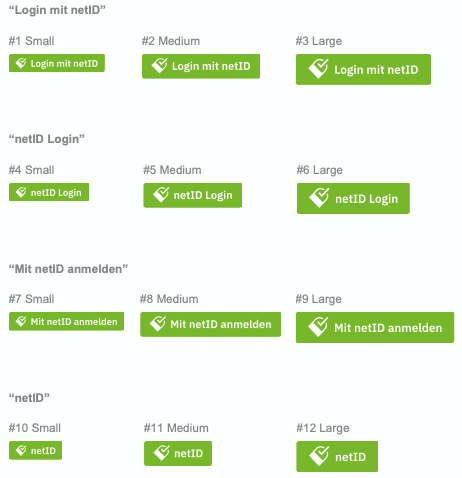 “Login mit netID”
#1 Small #2 Medium #3 Large
Login mit netID Login mit netID Login mit netID
“netID Login”
#4 Small #5 Medium #6 Large
netID Login netID Login netID Login
“Mit netID anmelden”
#7 Small #8 Medium #9 Large
Mit netID anmelden Mit netID anmelden Mit netID anmelden
“netID”
#10 Small #11 Medium #12 Large
netID netID netID